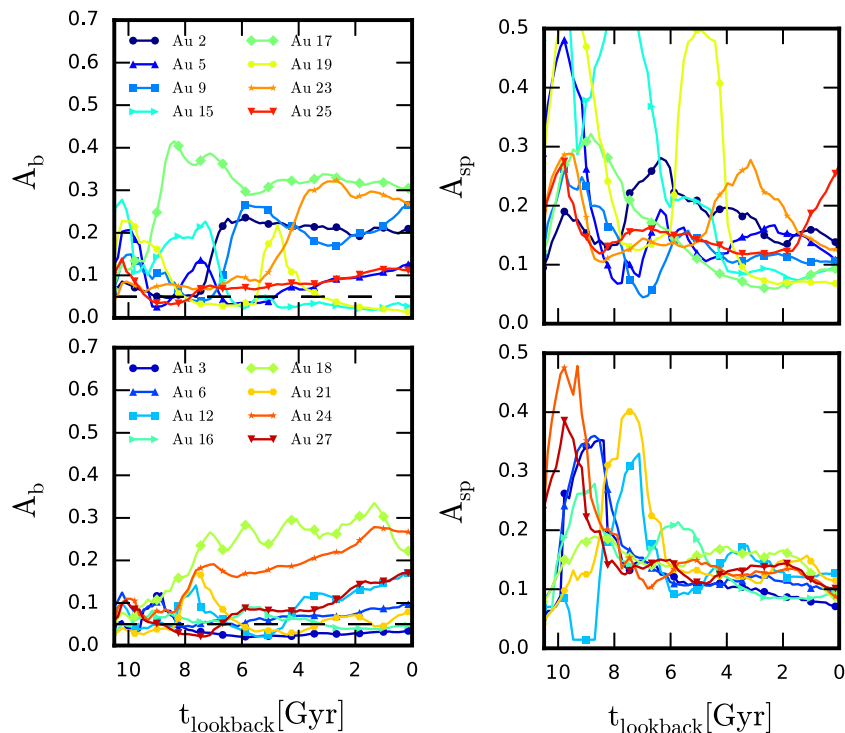 0.7
0.6
0.5
0.4
0.3
0.2
0.1
0.0
A_b
Au 2
Au 5
Au 9
Au 15
Au 17
Au 19
Au 23
Au 25
0.5
0.4
0.3
0.2
0.1
0.0
A_sp
0.7
0.6
0.5
0.4
0.3
0.2
0.1
0.0
A_b
Au 3
Au 6
Au 12
Au 16
Au 18
Au 21
Au 24
Au 27
10 8 6 4 2 0
t_lookback[Gyr]
0.5
0.4
0.3
0.2
0.1
0.0
A_sp
10 8 6 4 2 0
t_lookback[Gyr]